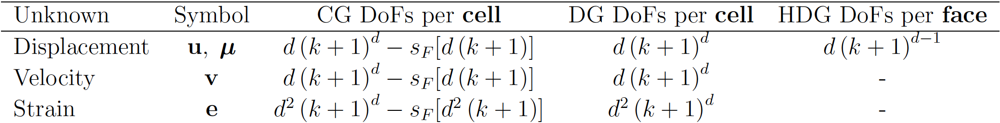 Unknown Symbol CG DoFs per cell DG DoFs per cell HDG DoFs per face
Displacement u, μ d (k + 1)^d − s_F[d (k + 1)] d (k + 1)^d d (k + 1)^{d−1}
Velocity v d (k + 1)^d − s_F[d (k + 1)] d (k + 1)^d -
Strain e d^2 (k + 1)^d − s_F[d^2 (k + 1)] d^2 (k + 1)^d -